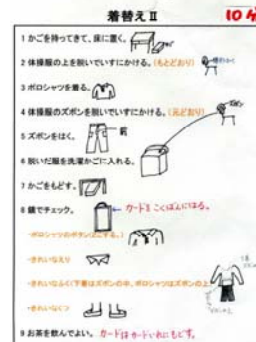 着替えⅡ
10分
1 かごを持ってきて、床に置く。
2 体操服の上を脱いでいすにかける。(もとどおり)
3 ポロシャツを着る。
4 体操服のズボンを脱いでいすにかける。(元どおり)
5 ズボンをはく。
前
6 脱いだ服を洗濯かごに入れる。
7 かごをもどす。
8 鏡でチェック。
カードをこくばんにはる。
・ポロシャツのボタン(2こする。)
・きれいなえり
・きれいなふく(下着はズボンの中、ポロシャツはズボンの上)
・きれいなくつ
9 お茶を飲んでよい。
カードはカードいれにもどす。